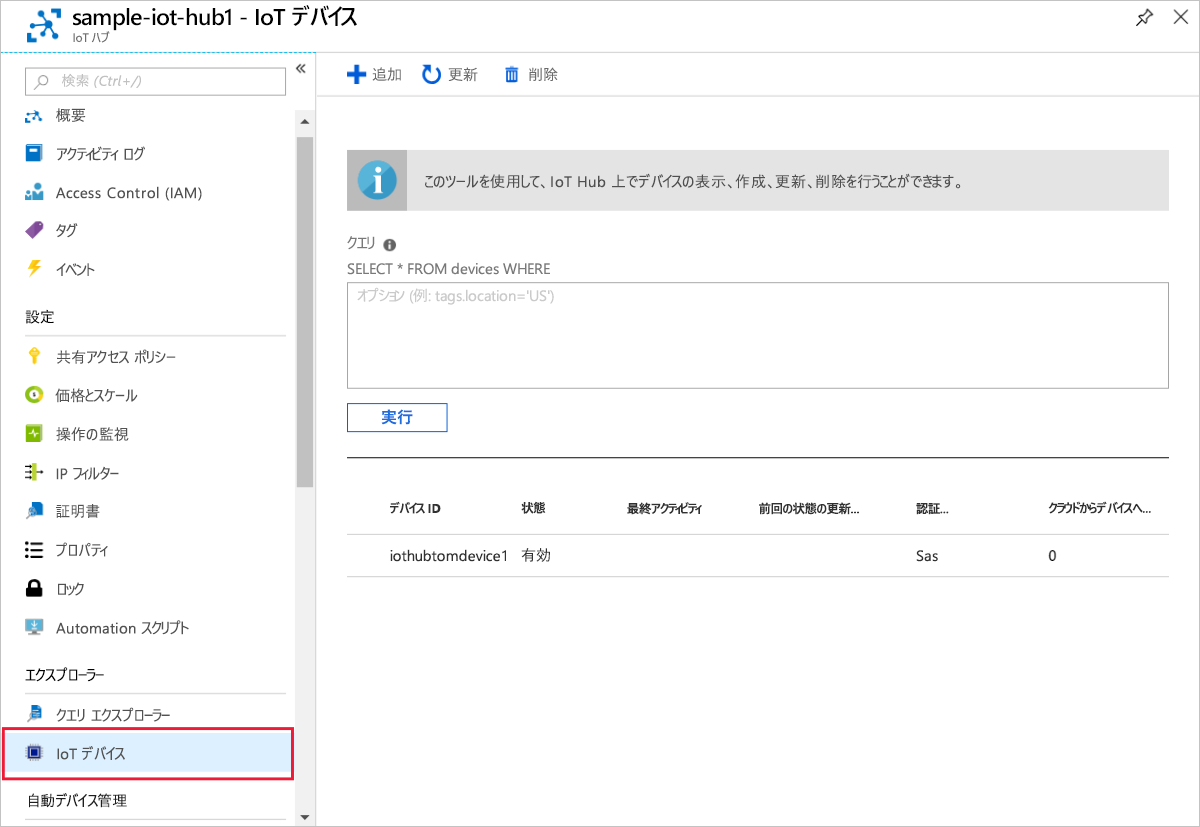 sample-iot-hub1 - IoT デバイス
IoT ハブ
検索 (Ctrl+/)
概要
アクティビティ ログ
Access Control (IAM)
タグ
イベント
設定
共有アクセス ポリシー
価格とスケール
操作の監視
IP フィルター
証明書
プロパティ
ロック
Automation スクリプト
エクスプローラー
クエリ エクスプローラー
IoT デバイス
自動デバイス管理
追加 更新 削除
このツールを使用して、IoT Hub 上でデバイスの表示、作成、更新、削除を行うことができます。
クエリ
SELECT * FROM devices WHERE
オプション (例: tags.location='US')
実行
デバイス ID 状態 最終アクティビティ 前回の状態の更新... 認証... クラウドからデバイスへ...
iothubtomdevice1 有効 Sas 0